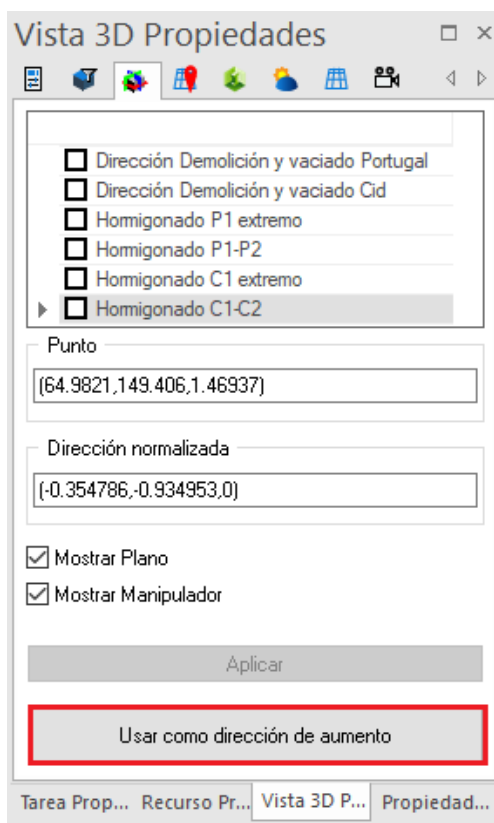 Vista 3D Propiedades
Dirección Demolición y vaciado Portugal
Dirección Demolición y vaciado Cid
Hormigonado P1 extremo
Hormigonado P1-P2
Hormigonado C1 extremo
Hormigonado C1-C2
Punto
(64.9821,149.406,1.46937)
Dirección normalizada
(-0.354786,-0.934953,0)
Mostrar Plano
Mostrar Manipulador
Aplicar
Usar como dirección de aumento
Tarea Prop... Recurso Pr... Vista 3D P... Propiedad...